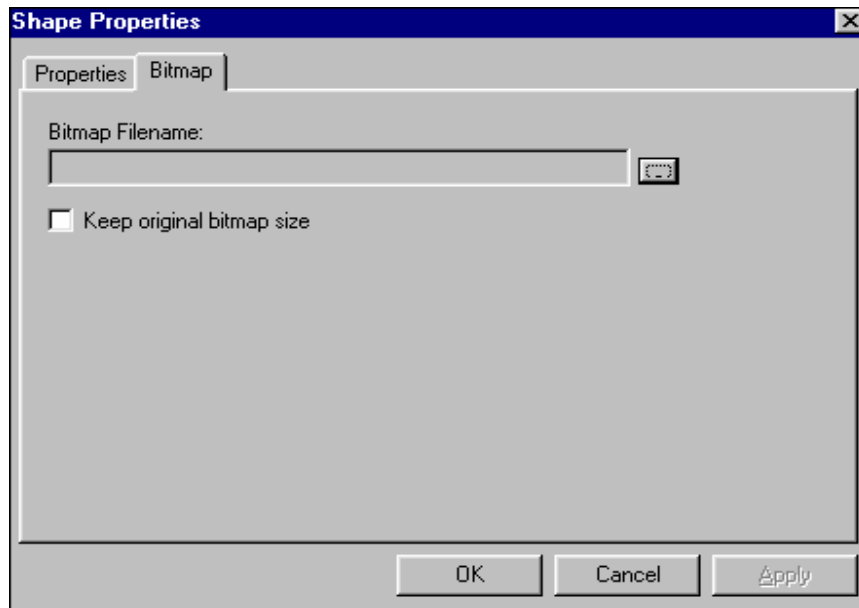 Shape Properties
Properties Bitmap
Bitmap Filename:
...
Keep original bitmap size
OK Cancel Apply